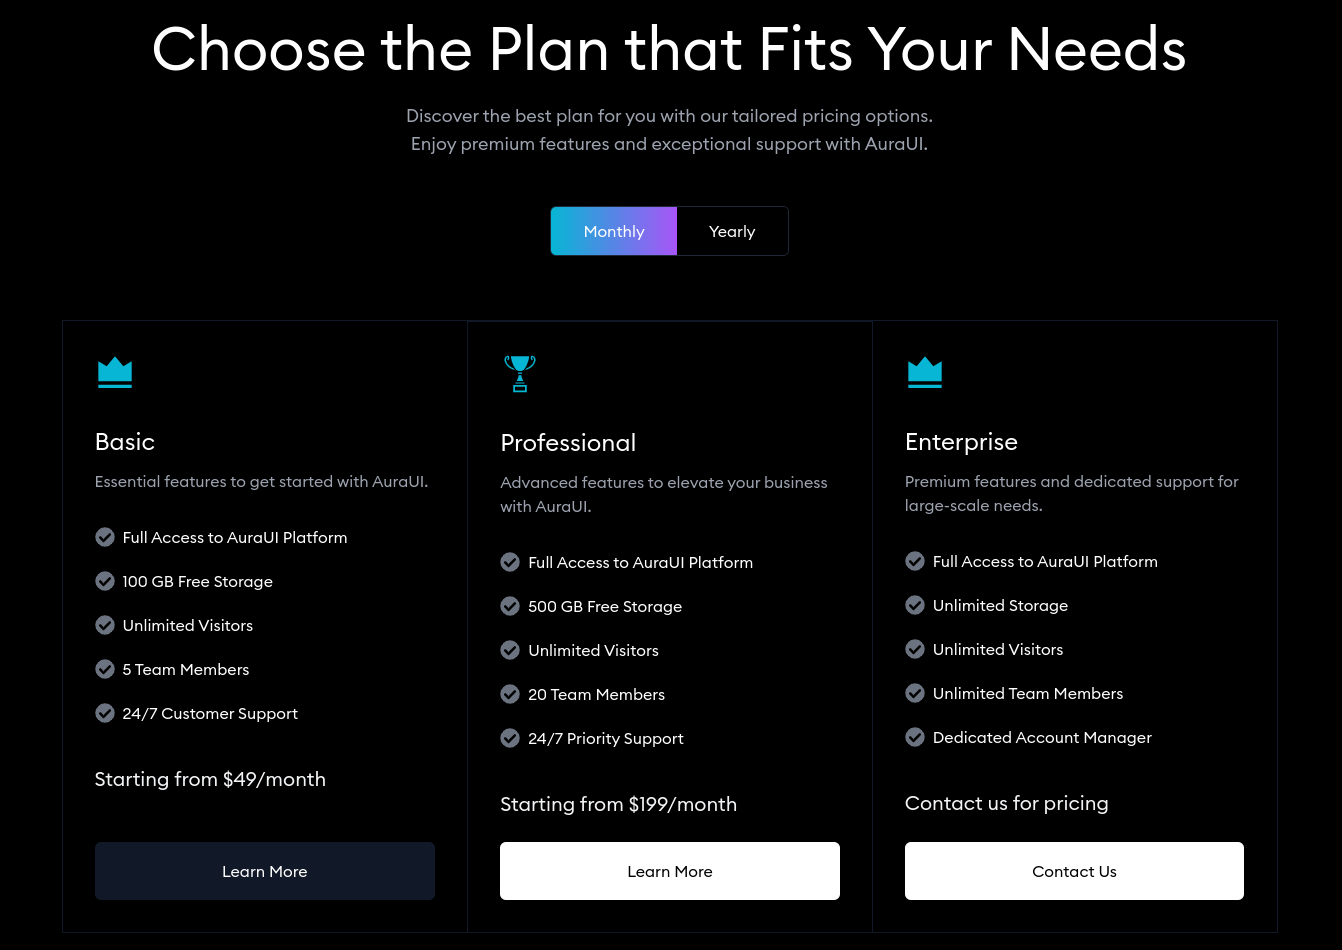 Choose the Plan that Fits Your Needs
Discover the best plan for you with our tailored pricing options.
Enjoy premium features and exceptional support with AuraUI.
Monthly
Yearly
Basic
Essential features to get started with AuraUI.
Full Access to AuraUI Platform
100 GB Free Storage
Unlimited Visitors
5 Team Members
24/7 Customer Support
Starting from $49/month
Learn More
Professional
Advanced features to elevate your business
with AuraUI.
Full Access to AuraUI Platform
500 GB Free Storage
Unlimited Visitors
20 Team Members
24/7 Priority Support
Starting from $199/month
Learn More
Enterprise
Premium features and dedicated support for
large-scale needs.
Full Access to AuraUI Platform
Unlimited Storage
Unlimited Visitors
Unlimited Team Members
Dedicated Account Manager
Contact us for pricing
Contact Us